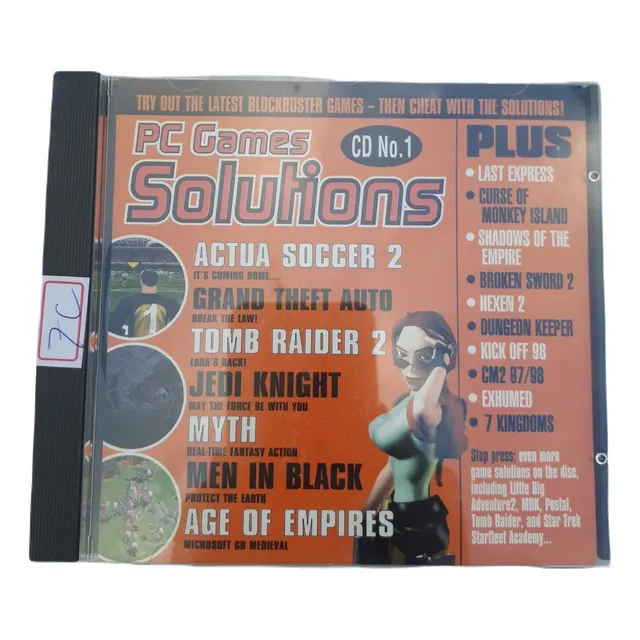 TRY OUT THE LATEST BLOCKBUSTER GAMES – THEN CHEAT WITH THE SOLUTIONS!
PC Games
Solutions
CD No.1
ACTUA SOCCER 2
IT'S COMING HOME....
GRAND THEFT AUTO
BREAK THE LAW!
TOMB RAIDER 2
LARA'S BACK!
JEDI KNIGHT
MAY THE FORCE BE WITH YOU
MYTH
REAL-TIME FANTASY ACTION
MEN IN BLACK
PROTECT THE EARTH
AGE OF EMPIRES
MICROSOFT GO MEDIEVAL
PLUS
• LAST EXPRESS
• CURSE OF
MONKEY ISLAND
• SHADOWS OF THE
EMPIRE
• BROKEN SWORD 2
• HEXEN 2
• DUNGEON KEEPER
• KICK OFF 98
• CM2 97/98
• EXHUMED
• 7 KINGDOMS
Stop press: even more
game solutions on the disc,
including Little Big
Adventure2, MDK, Postal,
Tomb Raider, and Star Trek
Starfleet Academy...
7C
1